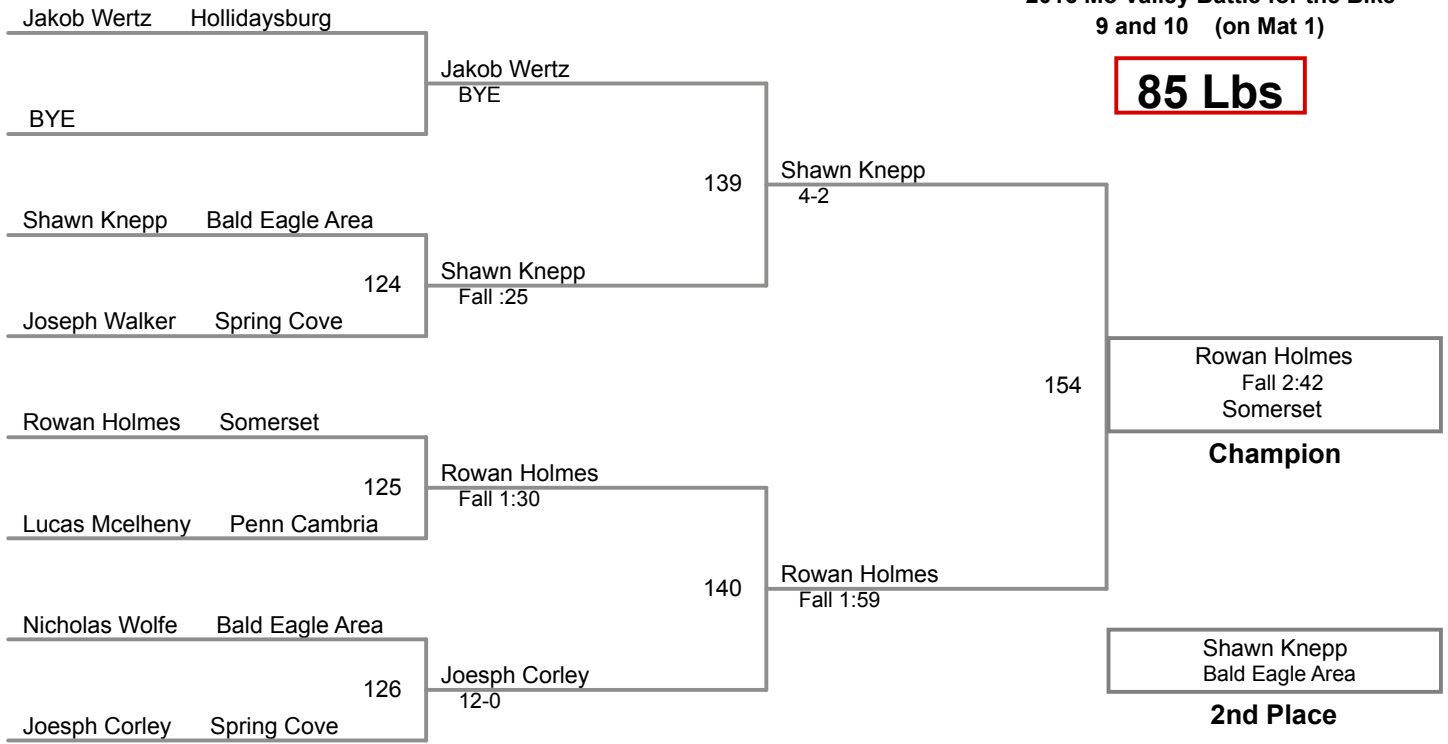 9 and 10 (on Mat 1)
85 Lbs
Jakob Wertz Hollidaysburg
BYE
Jakob Wertz
BYE
Shawn Knepp Bald Eagle Area
124
Joseph Walker Spring Cove
Shawn Knepp
Fall :25
139
Shawn Knepp
4-2
Rowan Holmes Somerset
125
Lucas Mcelheny Penn Cambria
Rowan Holmes
Fall 1:30
Nicholas Wolfe Bald Eagle Area
126
Joesph Corley Spring Cove
Joesph Corley
12-0
140
Rowan Holmes
Fall 1:59
154
Rowan Holmes
Fall 2:42
Somerset
Champion
Shawn Knepp
Bald Eagle Area
2nd Place